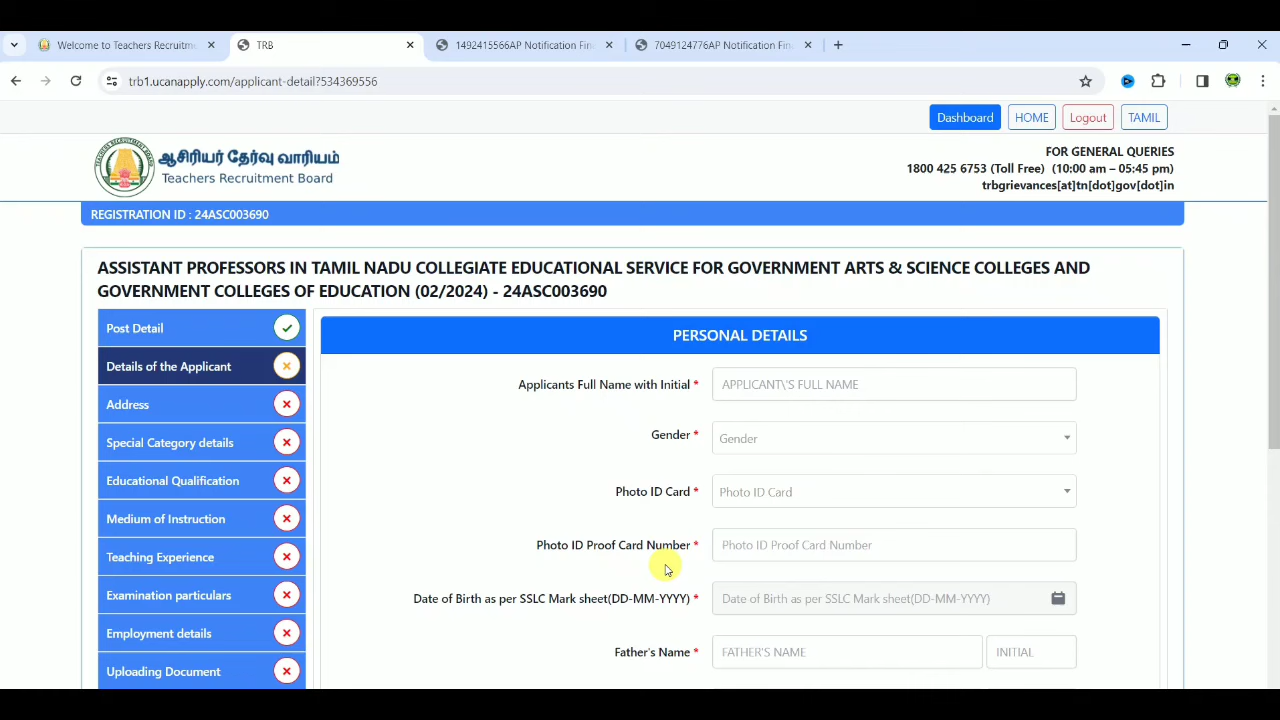 Welcome to Teachers Recruitm
TRB
1492415566AP Notification Fin
7049124776AP Notification Fin
trb1.ucanapply.com/applicant-detail?534369556
Dashboard
HOME
Logout
TAMIL
ஆசிரியர் தேர்வு வாரியம்
Teachers Recruitment Board
FOR GENERAL QUERIES
1800 425 6753 (Toll Free) (10:00 am – 05:45 pm)
trbgrievances[at]tn[dot]gov[dot]in
REGISTRATION ID : 24ASC003690
ASSISTANT PROFESSORS IN TAMIL NADU COLLEGIATE EDUCATIONAL SERVICE FOR GOVERNMENT ARTS & SCIENCE COLLEGES AND
GOVERNMENT COLLEGES OF EDUCATION (02/2024) - 24ASC003690
Post Detail
Details of the Applicant
Address
Special Category details
Educational Qualification
Medium of Instruction
Teaching Experience
Examination particulars
Employment details
Uploading Document
PERSONAL DETAILS
Applicants Full Name with Initial * APPLICANT\'S FULL NAME
Gender * Gender
Photo ID Card * Photo ID Card
Photo ID Proof Card Number * Photo ID Proof Card Number
Date of Birth as per SSLC Mark sheet(DD-MM-YYYY) * Date of Birth as per SSLC Mark sheet(DD-MM-YYYY)
Father's Name * FATHER'S NAME INITIAL